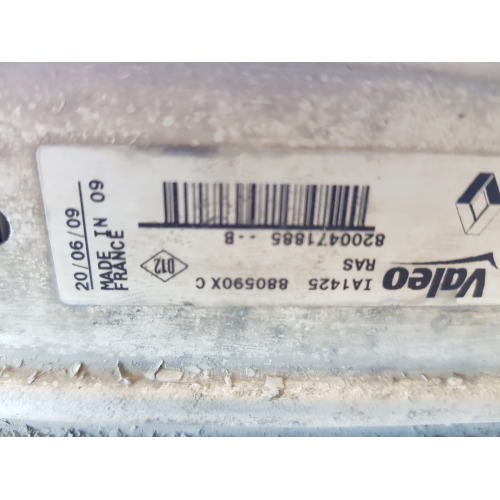 Valeo
IA1425 880590X C
RAS
D12
8200471885 -- B
20/06/09
MADE IN 09
FRANCE